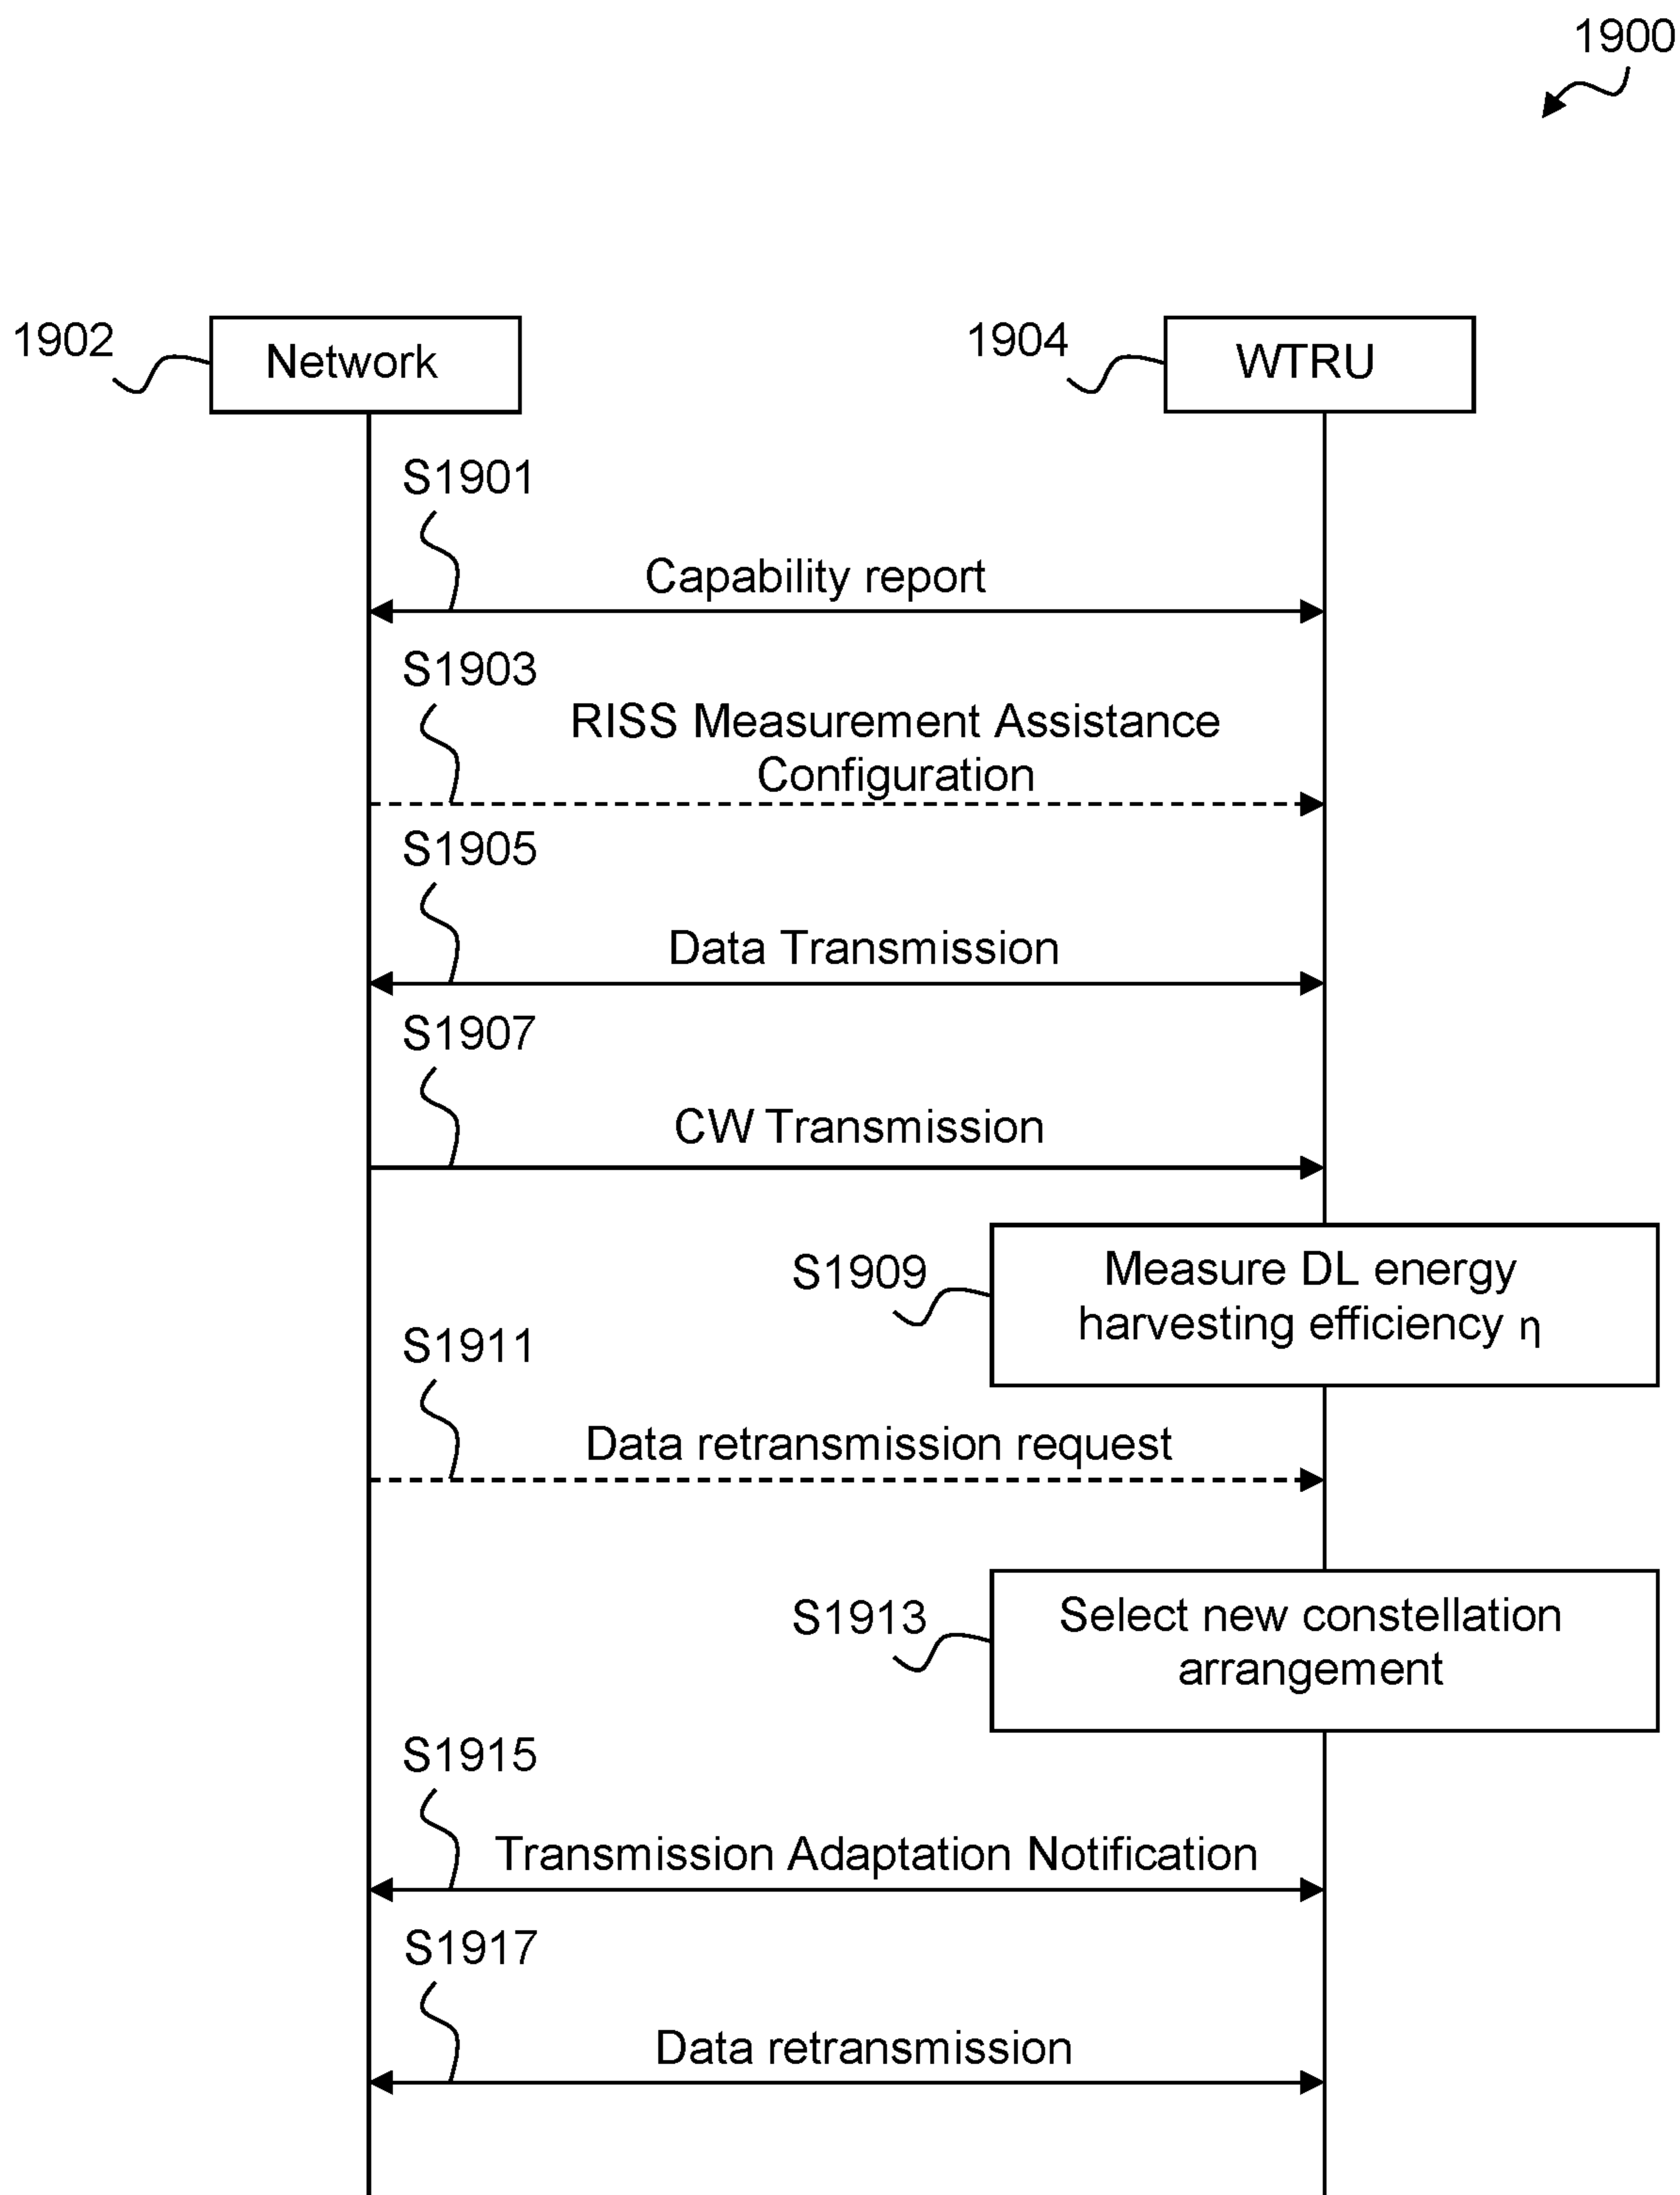 1900
1902
Network
1904
WTRU
S1901
Capability report
S1903
RISS Measurement Assistance
Configuration
S1905
Data Transmission
S1907
CW Transmission
S1909
Measure DL energy
harvesting efficiency η
S1911
Data retransmission request
S1913
Select new constellation
arrangement
S1915
Transmission Adaptation Notification
S1917
Data retransmission